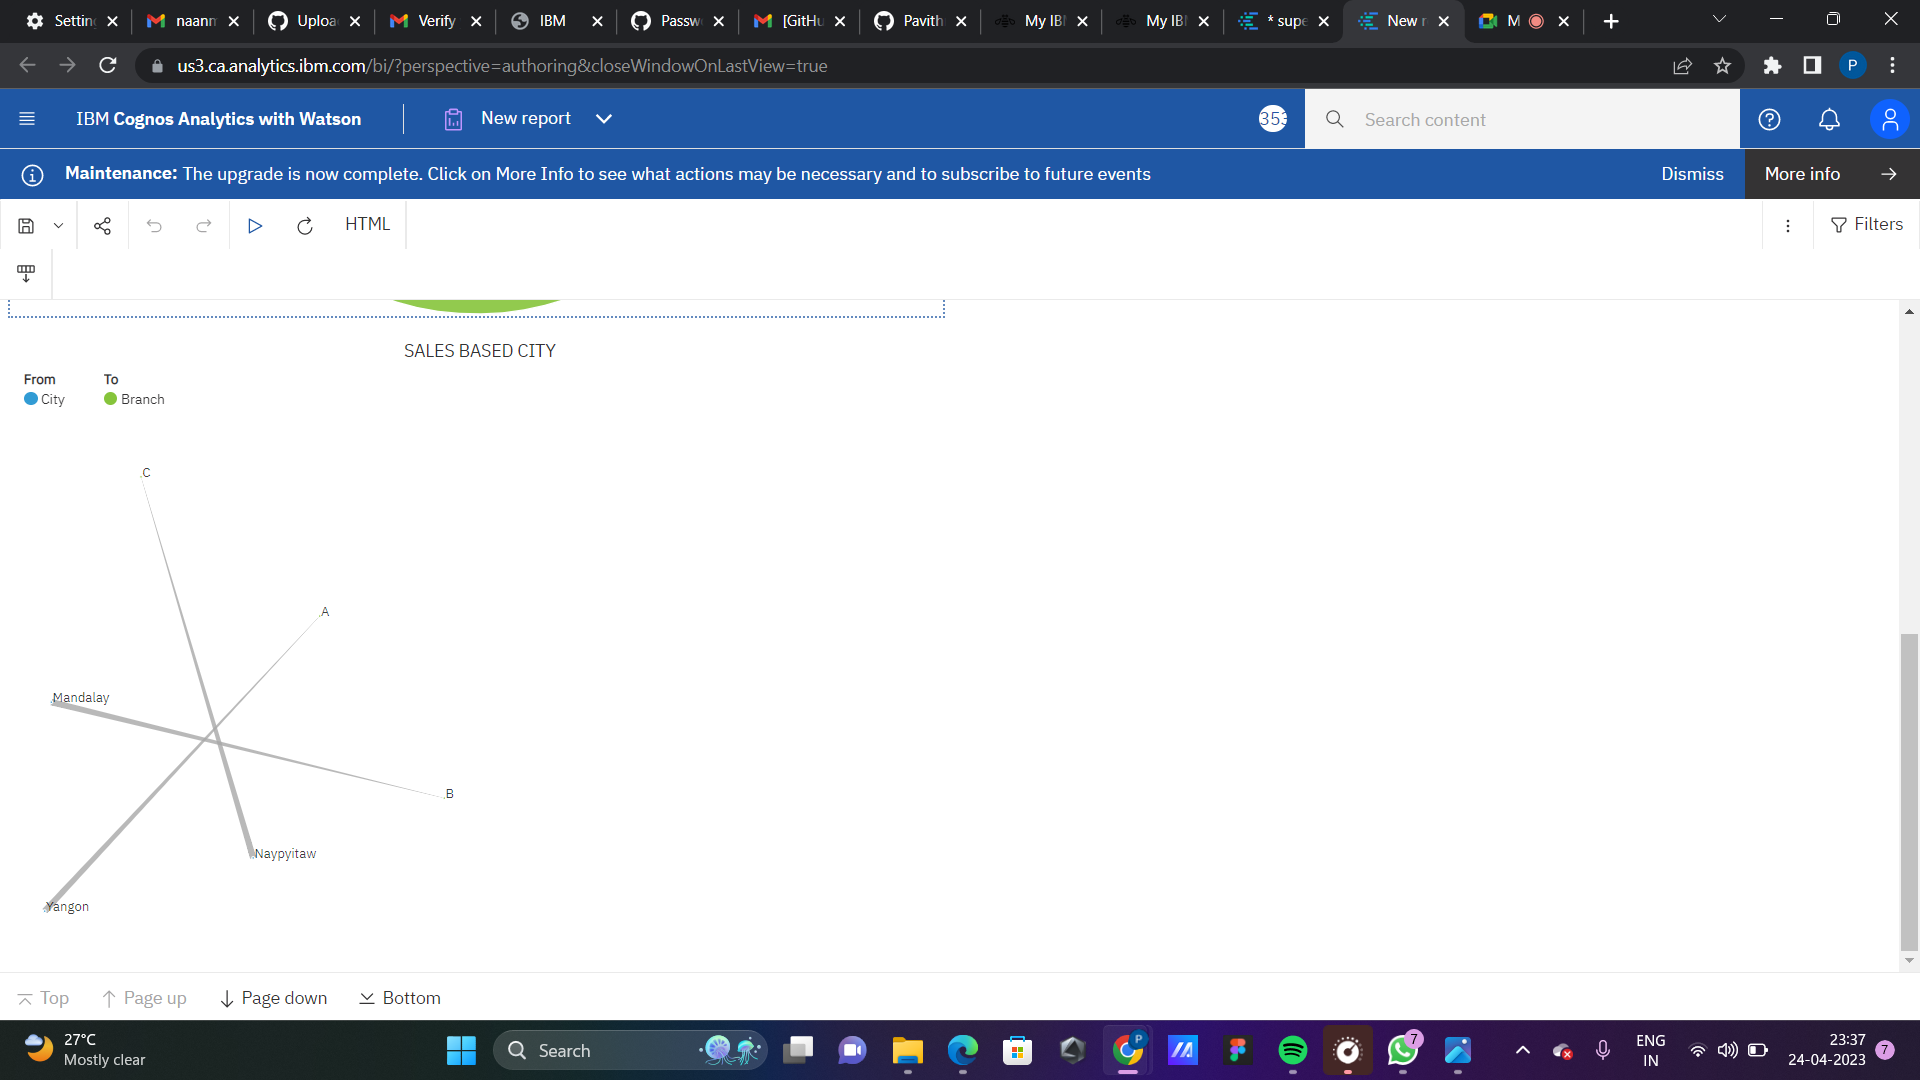 Settin
naanm
Uploa
Verify
IBM
Passw
[GitHu
Pavith
My IB
My IB
* supe
New r
M
us3.ca.analytics.ibm.com/bi/?perspective=authoring&closeWindowOnLastView=true
P
IBM Cognos Analytics with Watson
New report
353
Search content
Maintenance: The upgrade is now complete. Click on More Info to see what actions may be necessary and to subscribe to future events
Dismiss
More info
HTML
Filters
SALES BASED CITY
From
To
City
Branch
C
A
Mandalay
B
Naypyitaw
Yangon
Top
Page up
Page down
Bottom
27°C
Mostly clear
Search
P
7
ENG
IN
23:37
24-04-2023
7